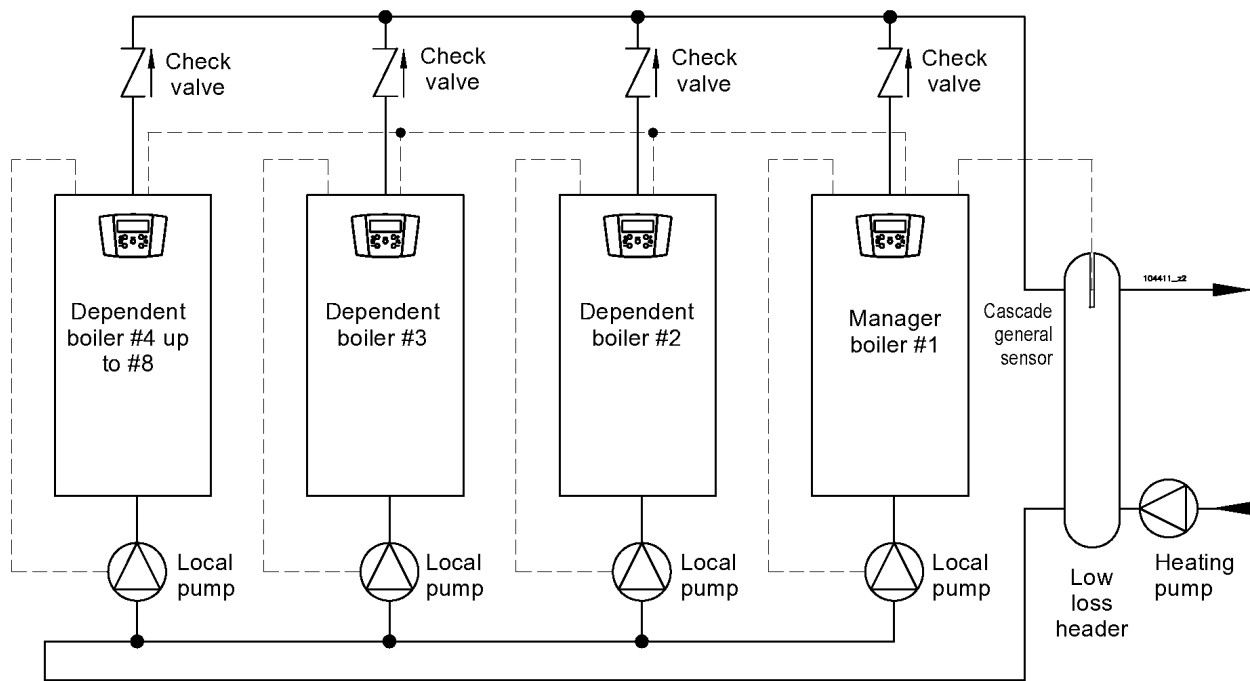 Check
valve
Check
valve
Check
valve
Check
valve
Dependent
boiler #4 up
to #8
Dependent
boiler #3
Dependent
boiler #2
Manager
boiler #1
104411_z2
Cascade
general
sensor
Local
pump
Local
pump
Local
pump
Local
pump
Low
loss
header
Heating
pump